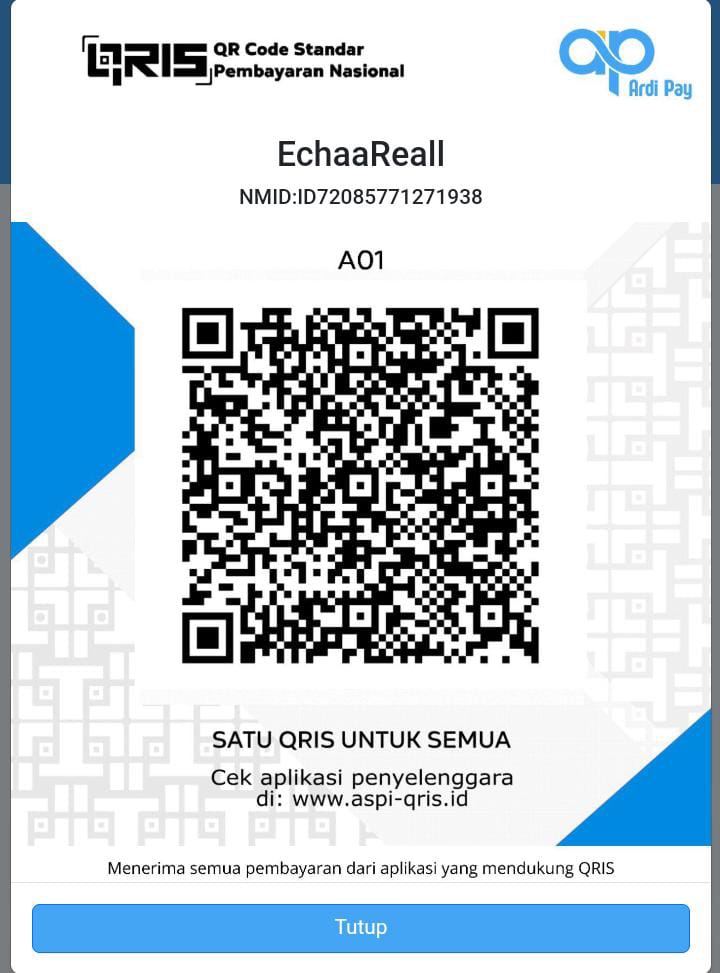 QRIS QR Code Standar
Pembayaran Nasional
ap
Ardi Pay
EchaaReall
NMID:ID72085771271938
A01
SATU QRIS UNTUK SEMUA
Cek aplikasi penyelenggara
di: www.aspi-qris.id
Menerima semua pembayaran dari aplikasi yang mendukung QRIS
Tutup